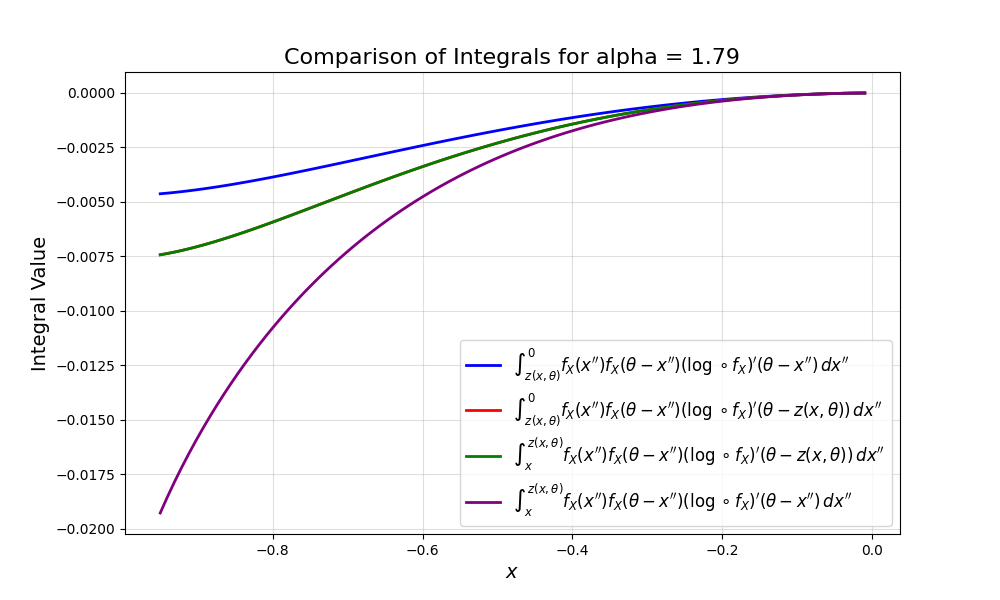 Comparison of Integrals for alpha = 1.79
Integral Value
0.0000
−0.0025
−0.0050
−0.0075
−0.0100
−0.0125
−0.0150
−0.0175
−0.0200
∫_{z(x, θ)}^{0} f_X(x″)f_X(θ − x″)(log ∘ f_X)′(θ − x″) dx″
∫_{z(x, θ)}^{0} f_X(x″)f_X(θ − x″)(log ∘ f_X)′(θ − z(x, θ)) dx″
∫_{x}^{z(x, θ)} f_X(x″)f_X(θ − x″)(log ∘ f_X)′(θ − z(x, θ)) dx″
∫_{x}^{z(x, θ)} f_X(x″)f_X(θ − x″)(log ∘ f_X)′(θ − x″) dx″
−0.8 −0.6 −0.4 −0.2 0.0
x